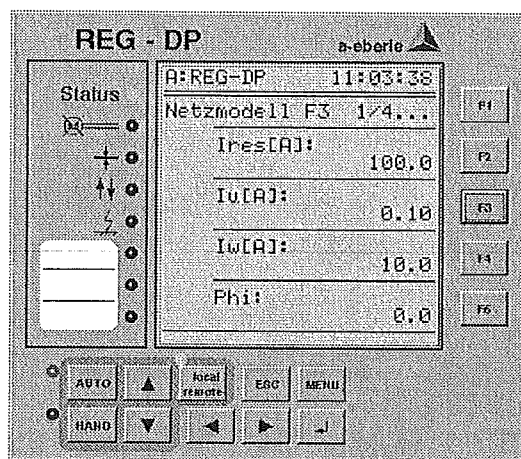 REG - DP
a-eberle
Status
A:REG-DP 11:03:38
Netzmodell F3 1/4...
Ires[A]:
100.0
Iv[A]:
0.10
Iw[A]:
10.0
Phi:
0.0
M
F1
F2
F3
F4
F5
AUTO
local
remote
ESC
MENU
HAND